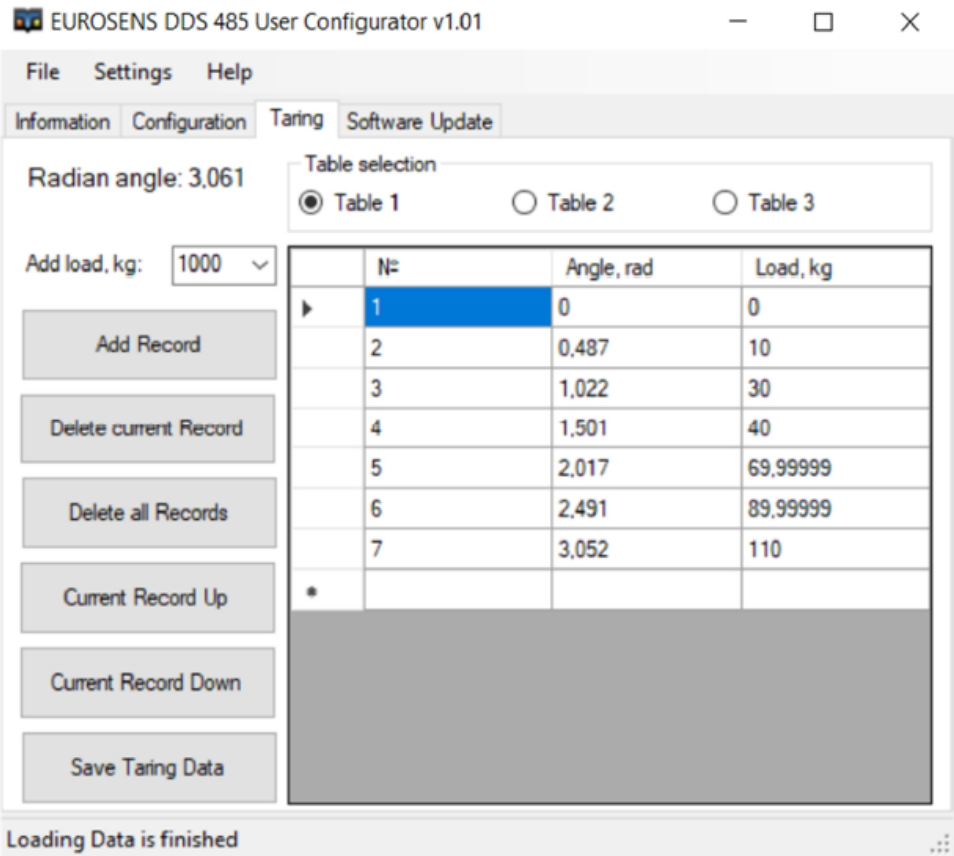 EUROSENS DDS 485 User Configurator v1.01
File Settings Help
Information Configuration Taring Software Update
Radian angle: 3,061
Table selection
Table 1 Table 2 Table 3
Add load, kg: 1000
№ Angle, rad Load, kg
1 0 0
2 0,487 10
3 1,022 30
4 1,501 40
5 2,017 69,99999
6 2,491 89,99999
7 3,052 110
Add Record
Delete current Record
Delete all Records
Current Record Up
Current Record Down
Save Taring Data
Loading Data is finished